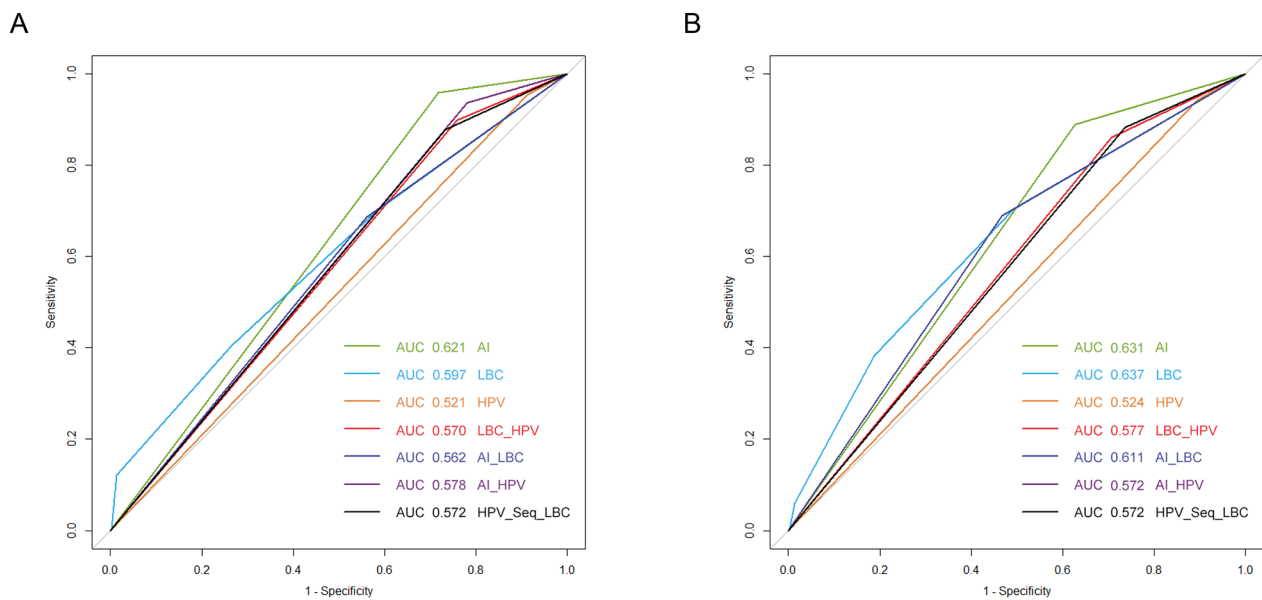 A
Sensitivity
1.0
0.8
0.6
0.4
0.2
0.0
AUC 0.621 AI
AUC 0.597 LBC
AUC 0.521 HPV
AUC 0.570 LBC_HPV
AUC 0.562 AI_LBC
AUC 0.578 AI_HPV
AUC 0.572 HPV_Seq_LBC
0.0 0.2 0.4 0.6 0.8 1.0
1 - Specificity
B
Sensitivity
1.0
0.8
0.6
0.4
0.2
0.0
AUC 0.631 AI
AUC 0.637 LBC
AUC 0.524 HPV
AUC 0.577 LBC_HPV
AUC 0.611 AI_LBC
AUC 0.572 AI_HPV
AUC 0.572 HPV_Seq_LBC
0.0 0.2 0.4 0.6 0.8 1.0
1 - Specificity